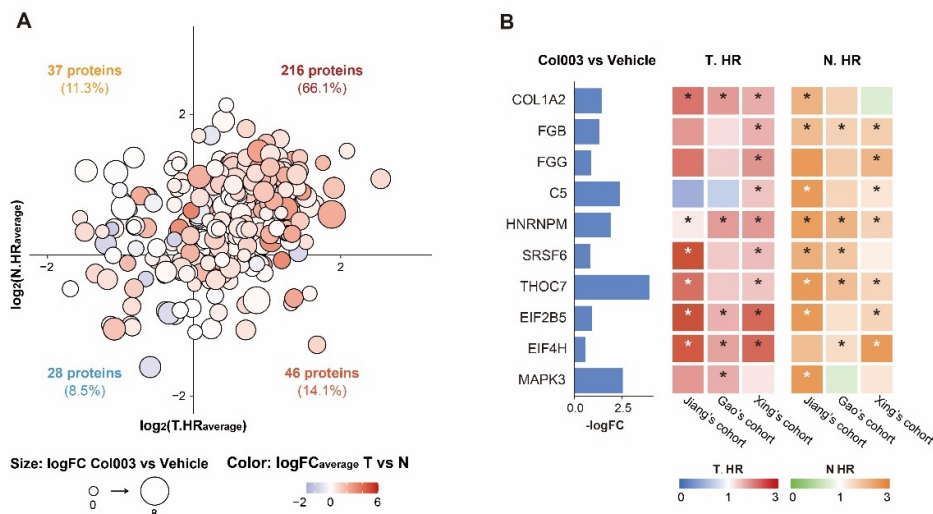 A
B
37 proteins
(11.3%)
216 proteins
(66.1%)
2
−2
2
−2
28 proteins
(8.5%)
46 proteins
(14.1%)
log2(N.HRaverage)
log2(T.HRaverage)
Size: logFC Col003 vs Vehicle
0
8
Color: logFCaverage T vs N
−2
0
6
Col003 vs Vehicle
T. HR
N. HR
COL1A2 * * * *
FGB * * * *
FGG * *
C5 * * *
HNRNPM * * * * * *
SRSF6 * * * *
THOC7 * * * * *
EIF2B5 * * * * *
EIF4H * * * * *
MAPK3 * *
0.0 2.5
-logFC
Jiang's cohort
Gao's cohort
Xing's cohort
Jiang's cohort
Gao's cohort
Xing's cohort
T. HR
0 1 3
N HR
0 1 3